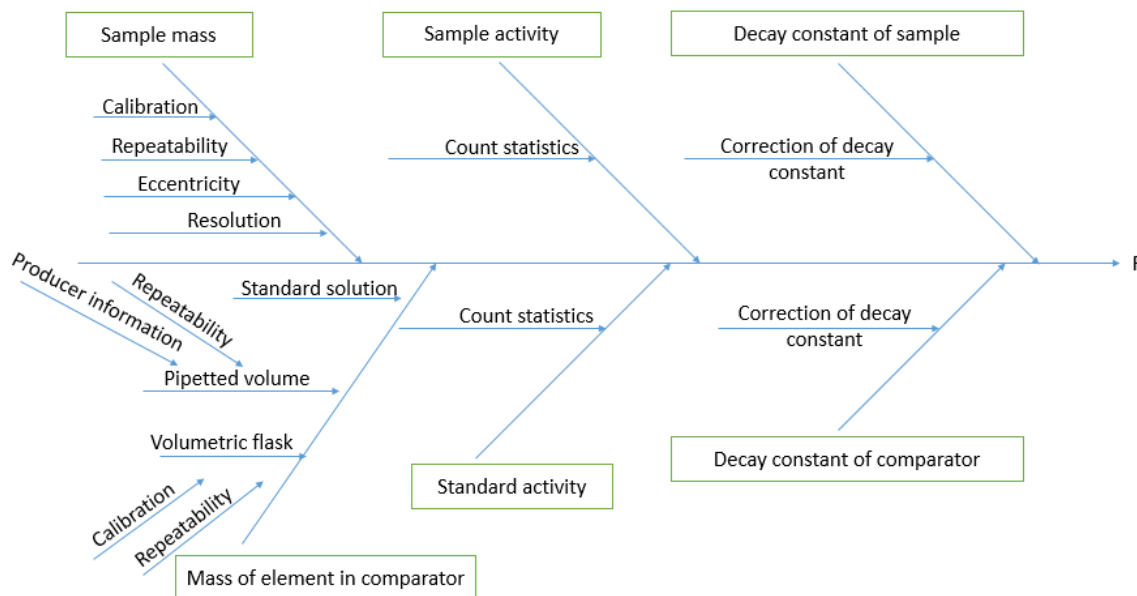 Sample mass
Sample activity
Decay constant of sample
Calibration
Repeatability
Eccentricity
Resolution
Count statistics
Correction of decay
constant
Producer information
Repeatability
Standard solution
Pipetted volume
Volumetric flask
Calibration
Repeatability
Mass of element in comparator
Count statistics
Standard activity
Correction of decay
constant
Decay constant of comparator